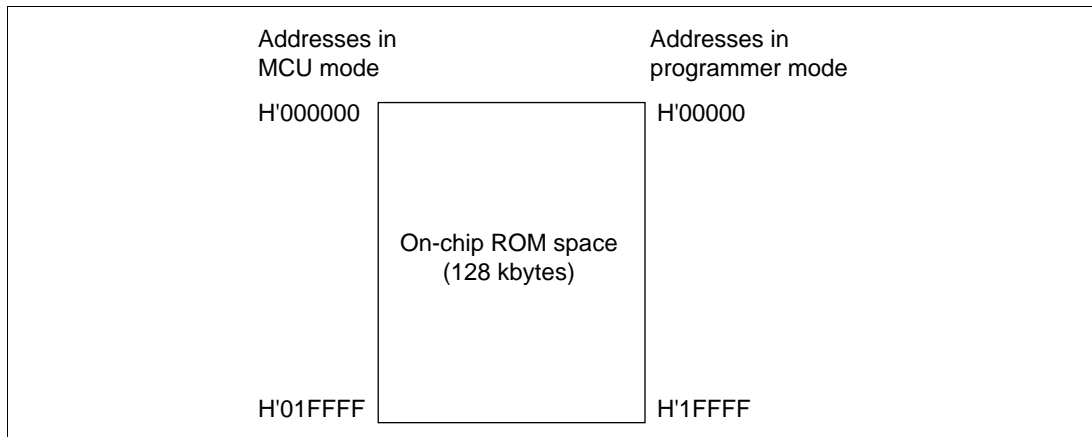 Addresses in
MCU mode
Addresses in
programmer mode
H'000000
H'00000
On-chip ROM space
(128 kbytes)
H'01FFFF
H'1FFFF